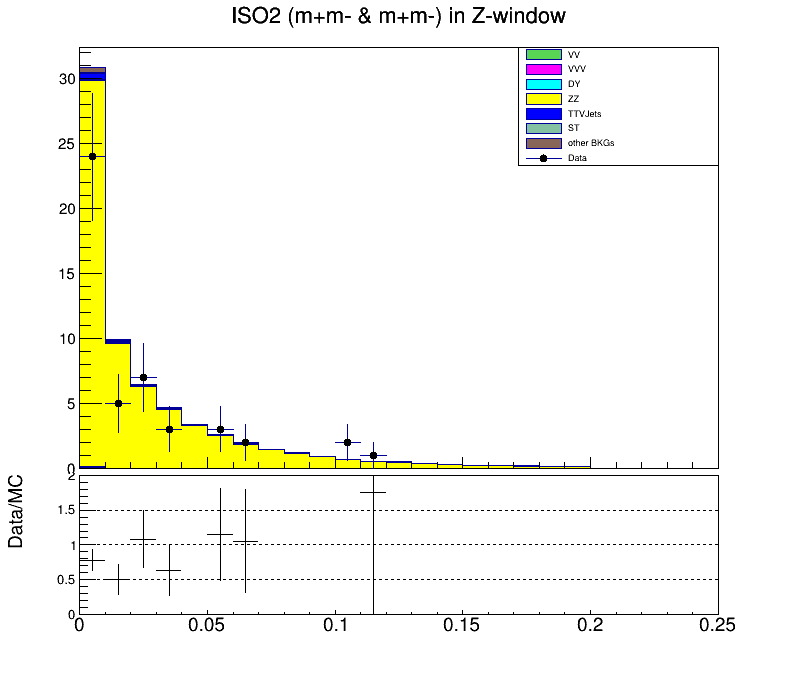 ISO2 (m+m- & m+m-) in Z-window
VV
VVV
DY
ZZ
TTVJets
ST
other BKGs
Data
30
25
20
15
10
5
0
Data/MC
2
1.5
1
0.5
0
0 0.05 0.1 0.15 0.2 0.25